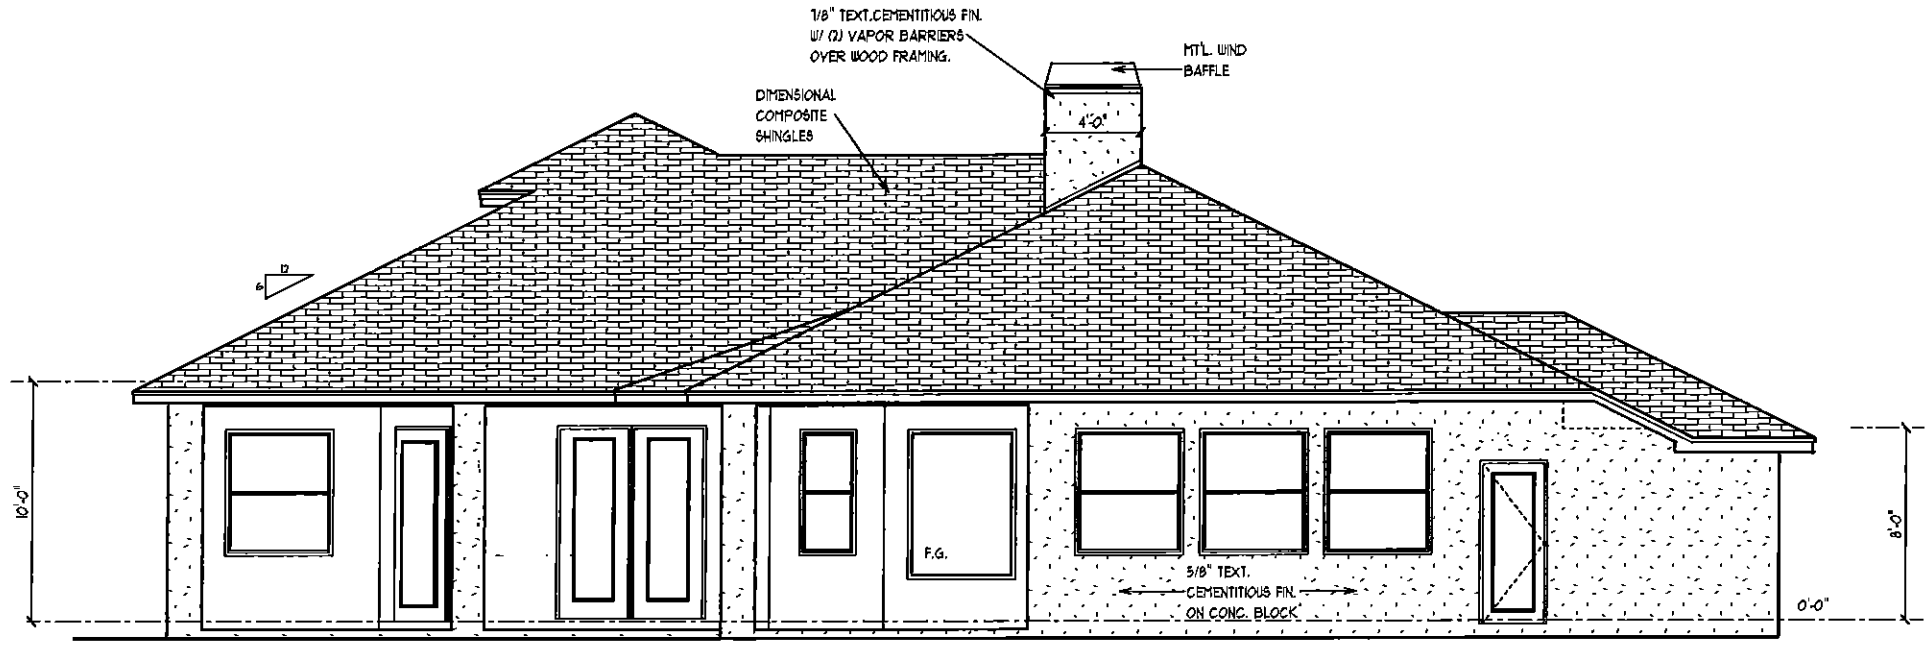 7/8" TEXT.CEMENTITIOUS FIN.
W/ (2) VAPOR BARRIERS
OVER WOOD FRAMING.
MT'L. WIND
BAFFLE
DIMENSIONAL
COMPOSITE
SHINGLES
4'-0"
12
6
10'-0"
8'-0"
F.G.
5/8" TEXT.
CEMENTITIOUS FIN.
ON CONC. BLOCK
0'-0"